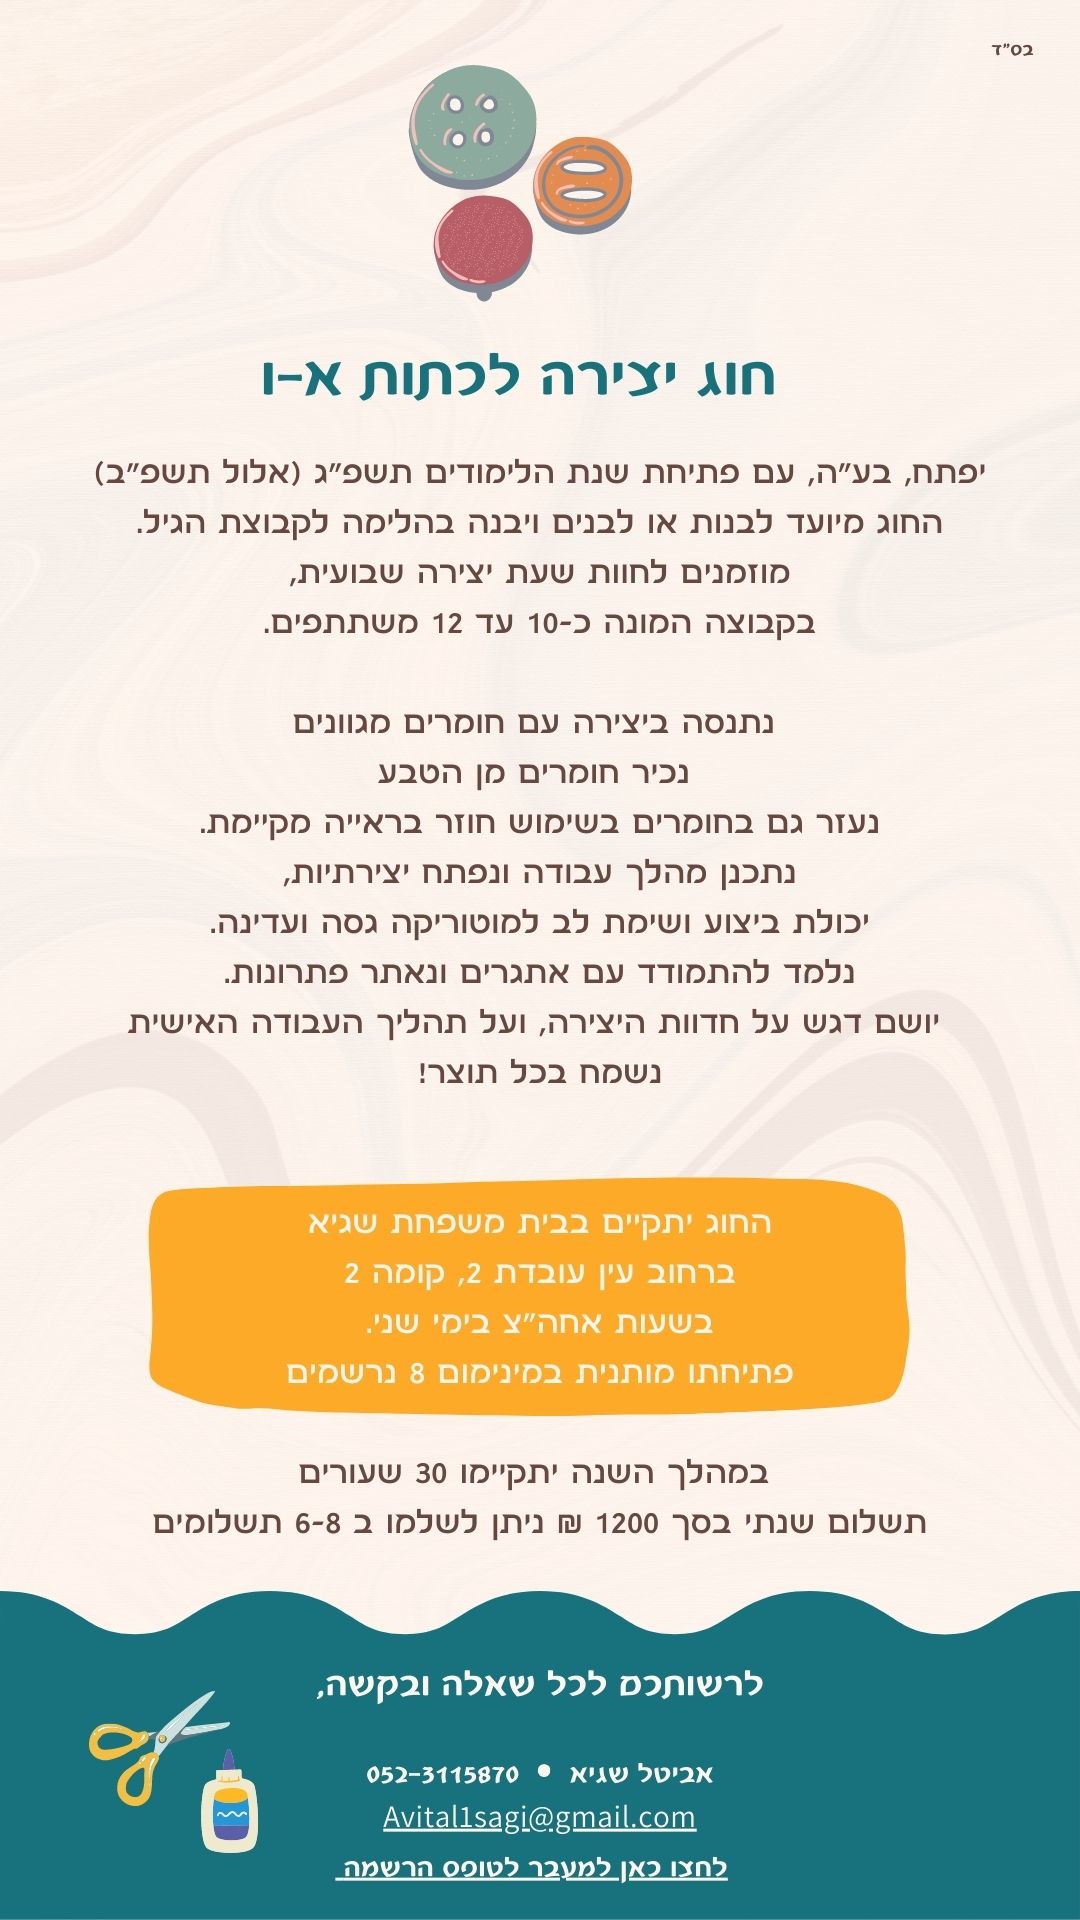 בס"ד
חוג יצירה לכתות א-ו
יפתח, בע"ה, עם פתיחת שנת הלימודים תשפ"ג (אלול תשפ"ב)
החוג מיועד לבנות או לבנים ויבנה בהלימה לקבוצת הגיל.
מוזמנים לחוות שעת יצירה שבועית,
בקבוצה המונה כ-10 עד 12 משתתפים.
נתנסה ביצירה עם חומרים מגוונים
נכיר חומרים מן הטבע
נעזר גם בחומרים בשימוש חוזר בראייה מקיימת.
נתכנן מהלך עבודה ונפתח יצירתיות,
יכולת ביצוע ושימת לב למוטוריקה גסה ועדינה.
נלמד להתמודד עם אתגרים ונאתר פתרונות.
יושם דגש על חדוות היצירה, ועל תהליך העבודה האישית
נשמח בכל תוצר!
החוג יתקיים בבית משפחת שגיא
ברחוב עין עובדת 2, קומה 2
בשעות אחה"צ בימי שני.
פתיחתו מותנית במינימום 8 נרשמים
במהלך השנה יתקיימו 30 שעורים
תשלום שנתי בסך 1200 ₪ ניתן לשלמו ב 6-8 תשלומים
לרשותכם לכל שאלה ובקשה,
אביטל שגיא • 052-3115870
Avital1sagi@gmail.com
לחצו כאן למעבר לטופס הרשמה